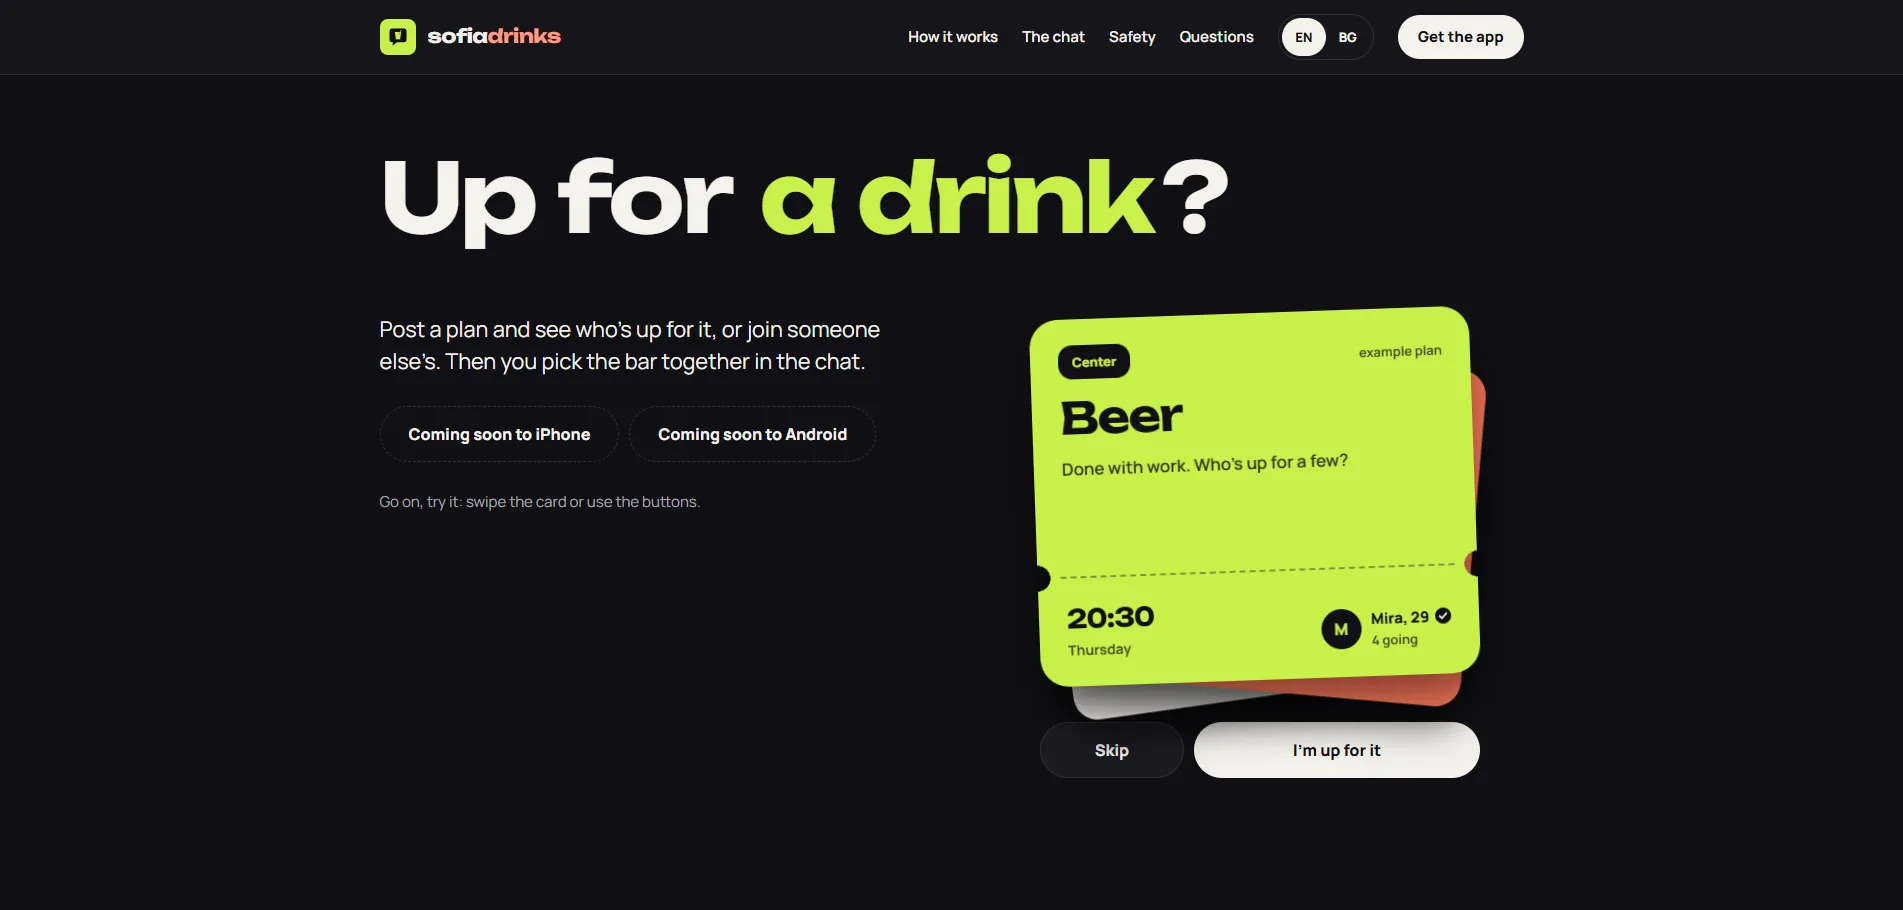 sofiadrinks
How it works
The chat
Safety
Questions
EN
BG
Get the app
Up for a drink?
Post a plan and see who's up for it, or join someone
else's. Then you pick the bar together in the chat.
Coming soon to iPhone
Coming soon to Android
Go on, try it: swipe the card or use the buttons.
Center
example plan
Beer
Done with work. Who's up for a few?
20:30
Thursday
M
Mira, 29
4 going
Skip
I'm up for it